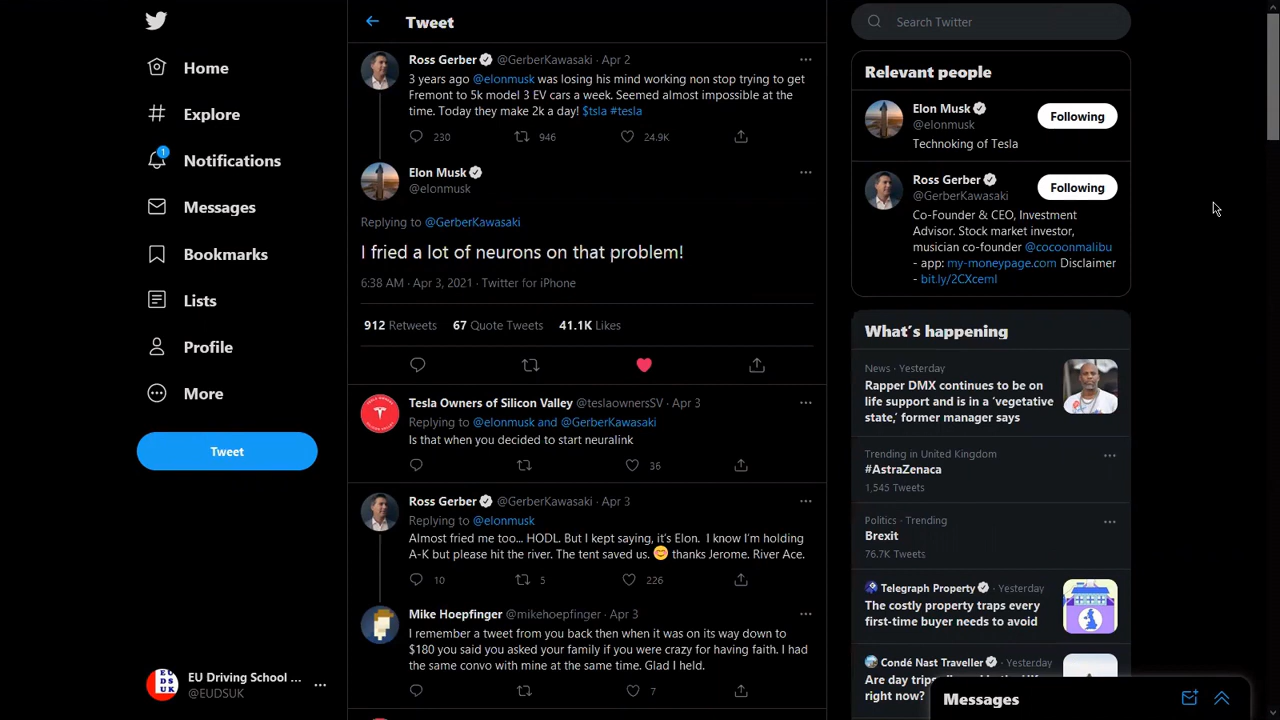 Home
Explore
1
Notifications
Messages
Bookmarks
Lists
Profile
More
Tweet
EU Driving School ...
@EUDSUK
Tweet
Ross Gerber @GerberKawasaki · Apr 2
3 years ago @elonmusk was losing his mind working non stop trying to get
Fremont to 5k model 3 EV cars a week. Seemed almost impossible at the
time. Today they make 2k a day! $tsla #tesla
230 946 24.9K
Elon Musk
@elonmusk
Replying to @GerberKawasaki
I fried a lot of neurons on that problem!
6:38 AM · Apr 3, 2021 · Twitter for iPhone
912 Retweets 67 Quote Tweets 41.1K Likes
Tesla Owners of Silicon Valley @teslaownersSV · Apr 3
Replying to @elonmusk and @GerberKawasaki
Is that when you decided to start neuralink
36
Ross Gerber @GerberKawasaki · Apr 3
Replying to @elonmusk
Almost fried me too... HODL. But I kept saying, it's Elon. I know I'm holding
A-K but please hit the river. The tent saved us. 😊 thanks Jerome. River Ace.
10 5 226
Mike Hoepfinger @mikehoepfinger · Apr 3
I remember a tweet from you back then when it was on its way down to
$180 you said you asked your family if you were crazy for having faith. I had
the same convo with mine at the same time. Glad I held.
7
Search Twitter
Relevant people
Elon Musk
@elonmusk
Following
Technoking of Tesla
Ross Gerber
@GerberKawasaki
Following
Co-Founder & CEO, Investment
Advisor. Stock market investor,
musician co-founder @cocoonmalibu
- app: my-moneypage.com Disclaimer
- bit.ly/2CXcemI
What's happening
News · Yesterday
Rapper DMX continues to be on
life support and is in a 'vegetative
state,' former manager says
Trending in United Kingdom
#AstraZenaca
1,545 Tweets
Politics · Trending
Brexit
76.7K Tweets
Telegraph Property · Yesterday
The costly property traps every
first-time buyer needs to avoid
Condé Nast Traveller · Yesterday
Are day trips
right now?
Messages